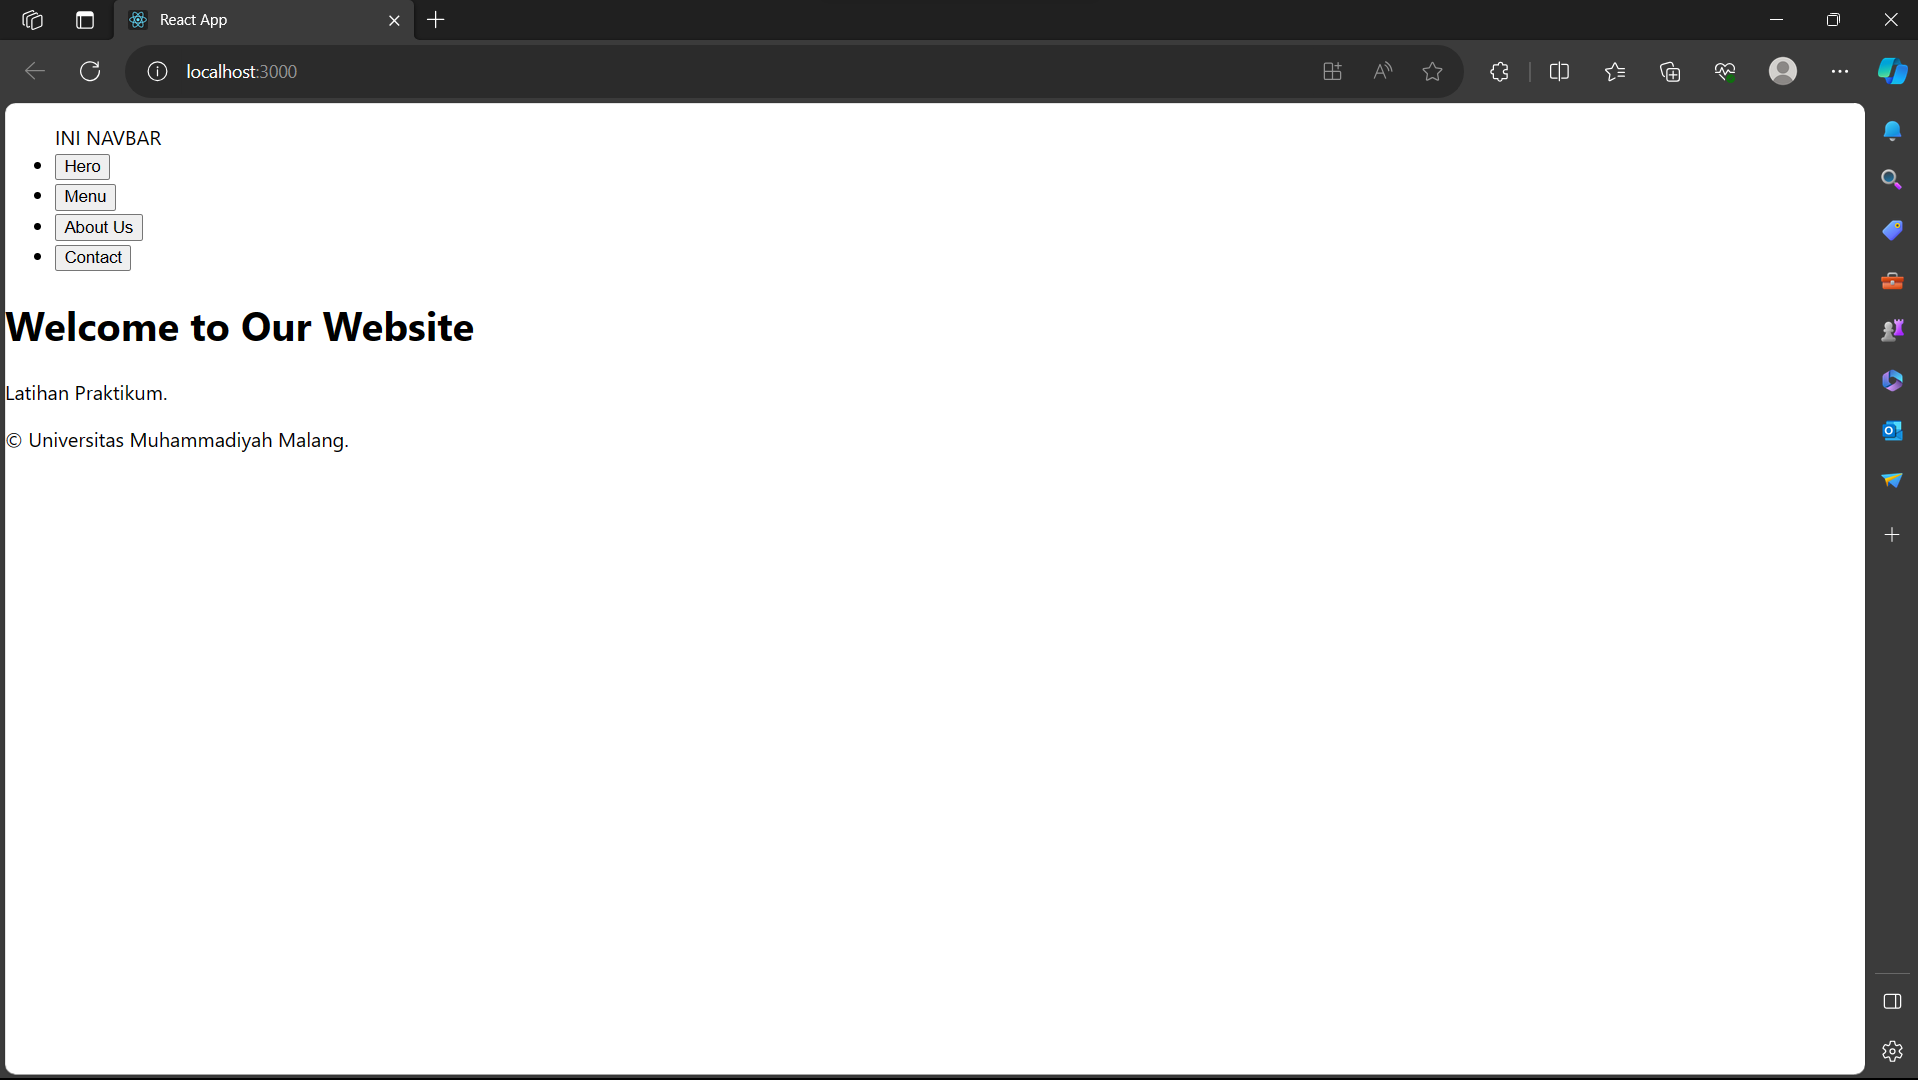 React App
localhost:3000
INI NAVBAR
Hero
Menu
About Us
Contact
Welcome to Our Website
Latihan Praktikum.
© Universitas Muhammadiyah Malang.